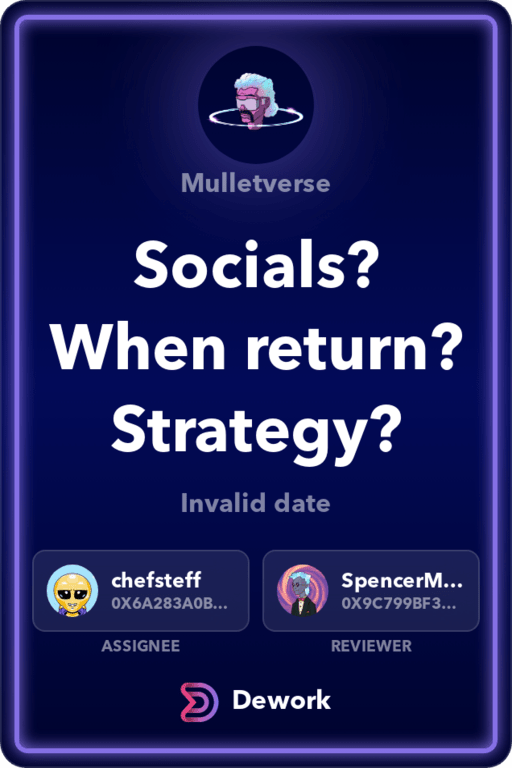 Mulletverse
Socials?
When return?
Strategy?
Invalid date
chefsteff
0X6A283A0B...
ASSIGNEE
SpencerM...
0X9C799BF3...
REVIEWER
Dework